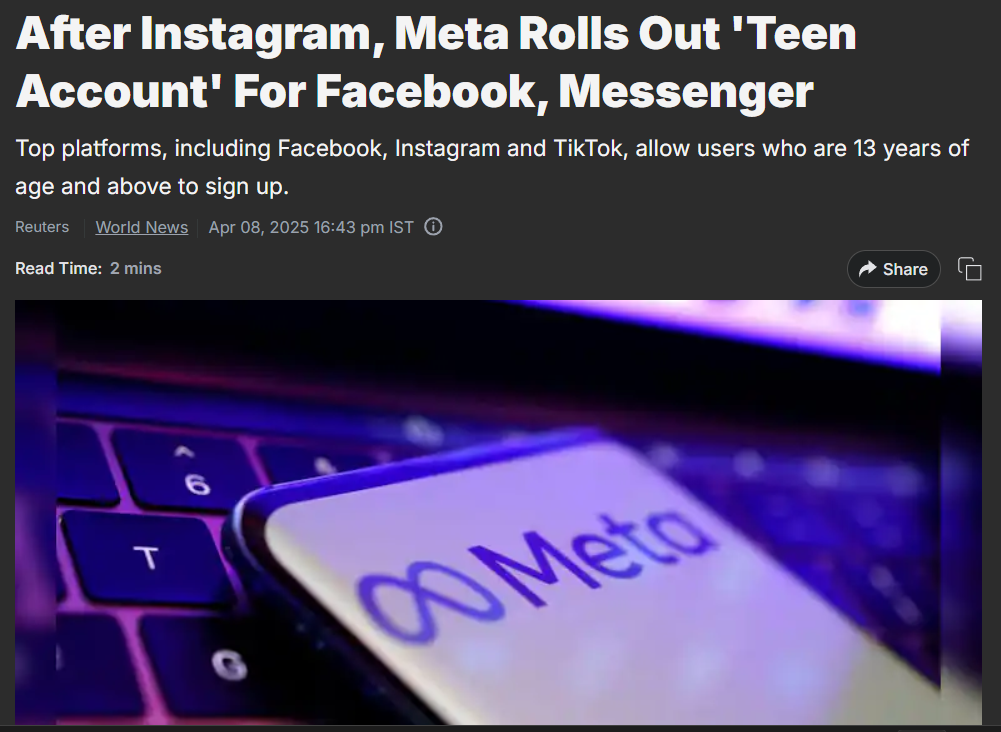 After Instagram, Meta Rolls Out 'Teen
Account' For Facebook, Messenger
Top platforms, including Facebook, Instagram and TikTok, allow users who are 13 years of
age and above to sign up.
Reuters World News Apr 08, 2025 16:43 pm IST
Read Time: 2 mins
Share
^
6
T
Meta
G